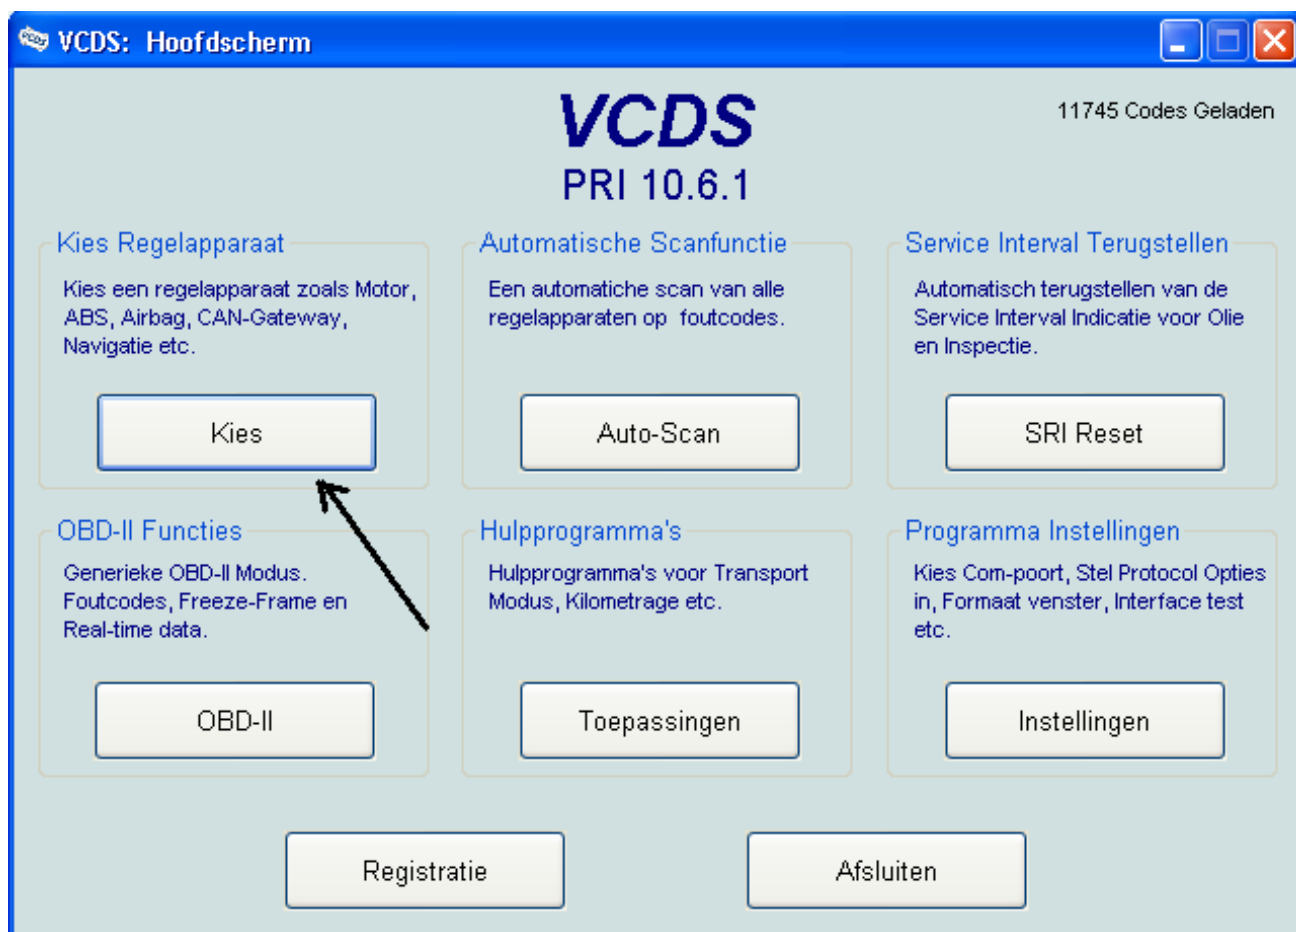 VCDS: Hoofdscherm
VCDS
PRI 10.6.1
11745 Codes Geladen
Kies Regelapparaat
Kies een regelapparaat zoals Motor,
ABS, Airbag, CAN-Gateway,
Navigatie etc.
Kies
Automatische Scanfunctie
Een automatiche scan van alle
regelapparaten op foutcodes.
Auto-Scan
Service Interval Terugstellen
Automatisch terugstellen van de
Service Interval Indicatie voor Olie
en Inspectie.
SRI Reset
OBD-II Functies
Generieke OBD-II Modus.
Foutcodes, Freeze-Frame en
Real-time data.
OBD-II
Hulpprogramma's
Hulpprogramma's voor Transport
Modus, Kilometrage etc.
Toepassingen
Programma Instellingen
Kies Com-poort, Stel Protocol Opties
in, Formaat venster, Interface test
etc.
Instellingen
Registratie
Afsluiten